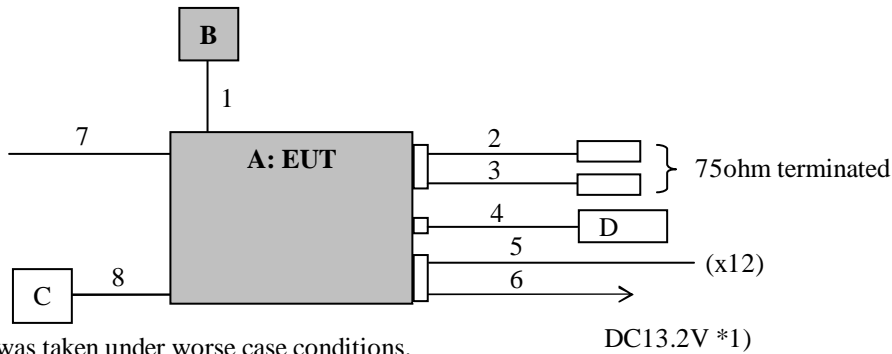 B
1
7
2
A: EUT
3
75ohm terminated
4
D
5
(x12)
8
6
C
DC13.2V *1)
was taken under worse case conditions.